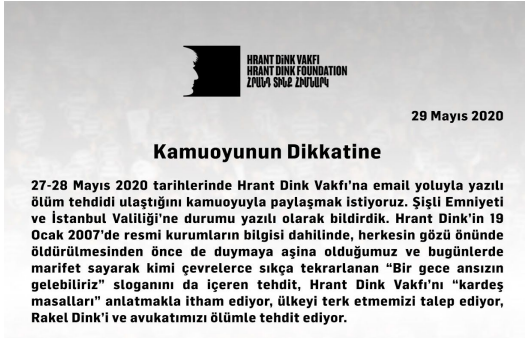 HRANT DİNK VAKFI
HRANT DINK FOUNDATION
ՀՐԱՆԴ ՏԻՆՔ ՀԻՄՆԱՐԿ
29 Mayıs 2020
Kamuoyunun Dikkatine
27-28 Mayıs 2020 tarihlerinde Hrant Dink Vakfı’na email yoluyla yazılı
ölüm tehdidi ulaştığını kamuoyuyla paylaşmak istiyoruz. Şişli Emniyeti
ve İstanbul Valiliği’ne durumu yazılı olarak bildirdik. Hrant Dink’in 19
Ocak 2007’de resmi kurumların bilgisi dahilinde, herkesin gözü önünde
öldürülmesinden önce de duymaya aşina olduğumuz ve bugünlerde
marifet sayarak kimi çevrelerce sıkça tekrarlanan “Bir gece ansızın
gelebiliriz” sloganını da içeren tehdit, Hrant Dink Vakfı’nı “kardeş
masalları” anlatmakla itham ediyor, ülkeyi terk etmemizi talep ediyor,
Rakel Dink’i ve avukatımızı ölümle tehdit ediyor.